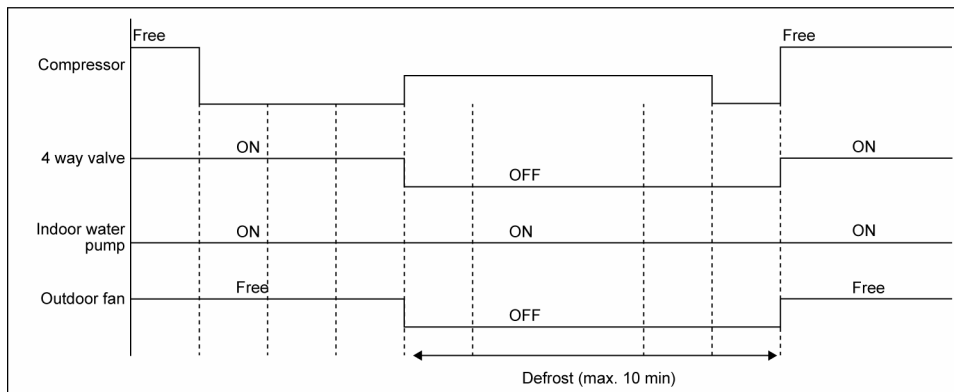 Free
Free
Compressor
4 way valve
ON
ON
OFF
Indoor water
pump
ON
ON
ON
Outdoor fan
Free
Free
OFF
Defrost (max. 10 min)